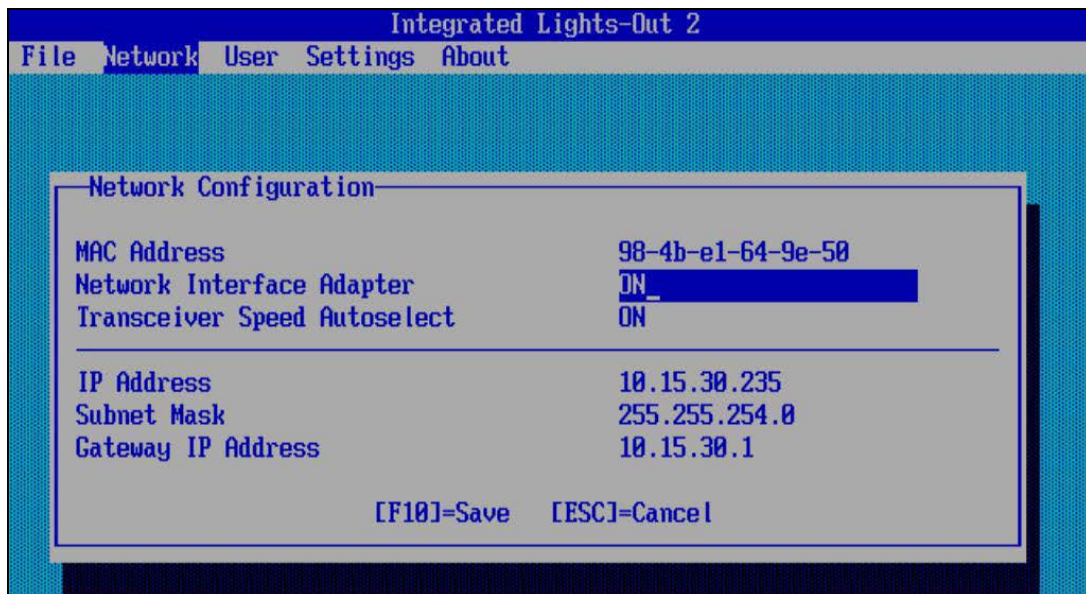 Integrated Lights-Out 2
File Network User Settings About
Network Configuration
MAC Address 98-4b-e1-64-9e-50
Network Interface Adapter ON_
Transceiver Speed Autoselect ON
IP Address 10.15.30.235
Subnet Mask 255.255.254.0
Gateway IP Address 10.15.30.1
[F10]=Save [ESC]=Cancel